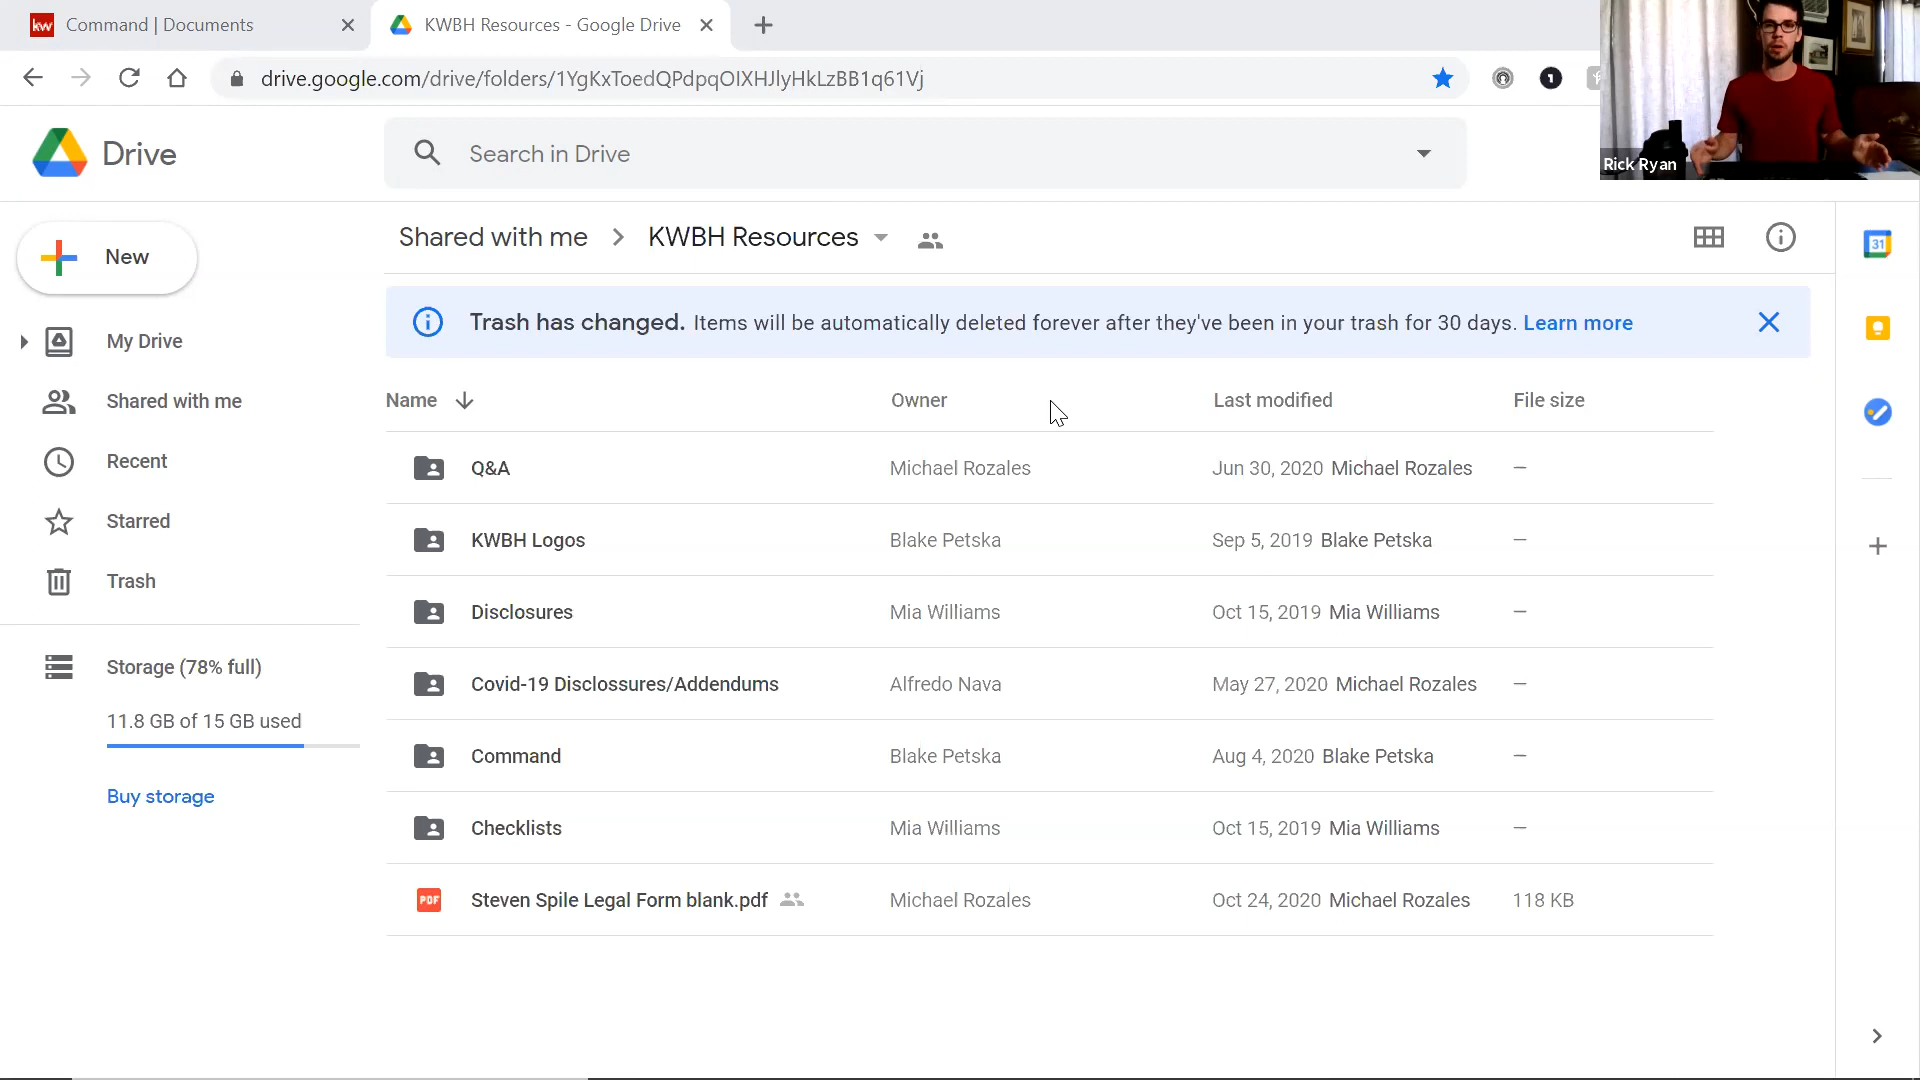 kw Command | Documents
KWBH Resources - Google Drive
drive.google.com/drive/folders/1YgKxToedQPdpqOIXHJlyHkLzBB1q61Vj
1
Rick Ryan
Drive
Search in Drive
New
Shared with me
KWBH Resources
31
Trash has changed. Items will be automatically deleted forever after they've been in your trash for 30 days. Learn more
My Drive
Shared with me
Recent
Starred
Trash
Storage (78% full)
11.8 GB of 15 GB used
Buy storage
Name Owner Last modified File size
Q&A Michael Rozales Jun 30, 2020 Michael Rozales —
KWBH Logos Blake Petska Sep 5, 2019 Blake Petska —
Disclosures Mia Williams Oct 15, 2019 Mia Williams —
Covid-19 Disclossures/Addendums Alfredo Nava May 27, 2020 Michael Rozales —
Command Blake Petska Aug 4, 2020 Blake Petska —
Checklists Mia Williams Oct 15, 2019 Mia Williams —
PDF Steven Spile Legal Form blank.pdf Michael Rozales Oct 24, 2020 Michael Rozales 118 KB